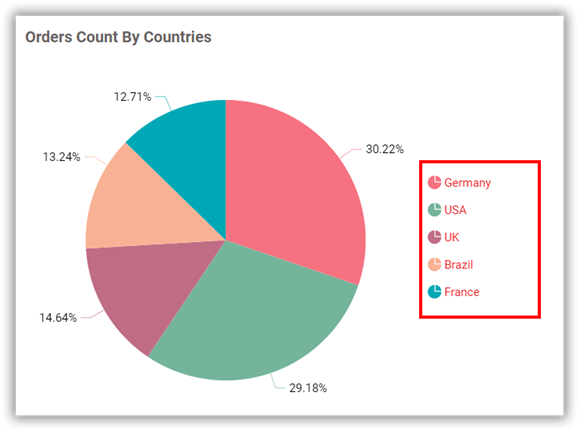 Orders Count By Countries
12.71%
30.22%
13.24%
14.64%
29.18%
Germany
USA
UK
Brazil
France